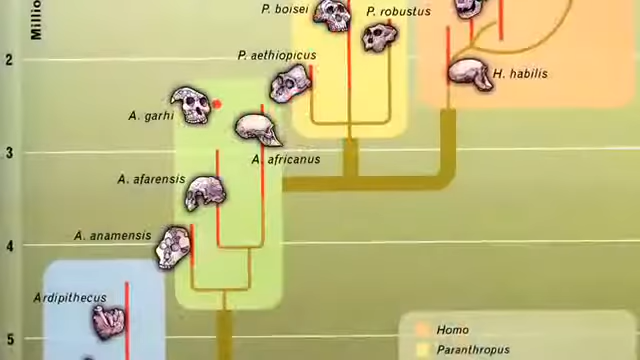 Millio
P. boisei
P. robustus
2
P. aethiopicus
H. habilis
A. garhi
3
A. africanus
A. afarensis
A. anamensis
4
Ardipithecus
5
Homo
Paranthropus